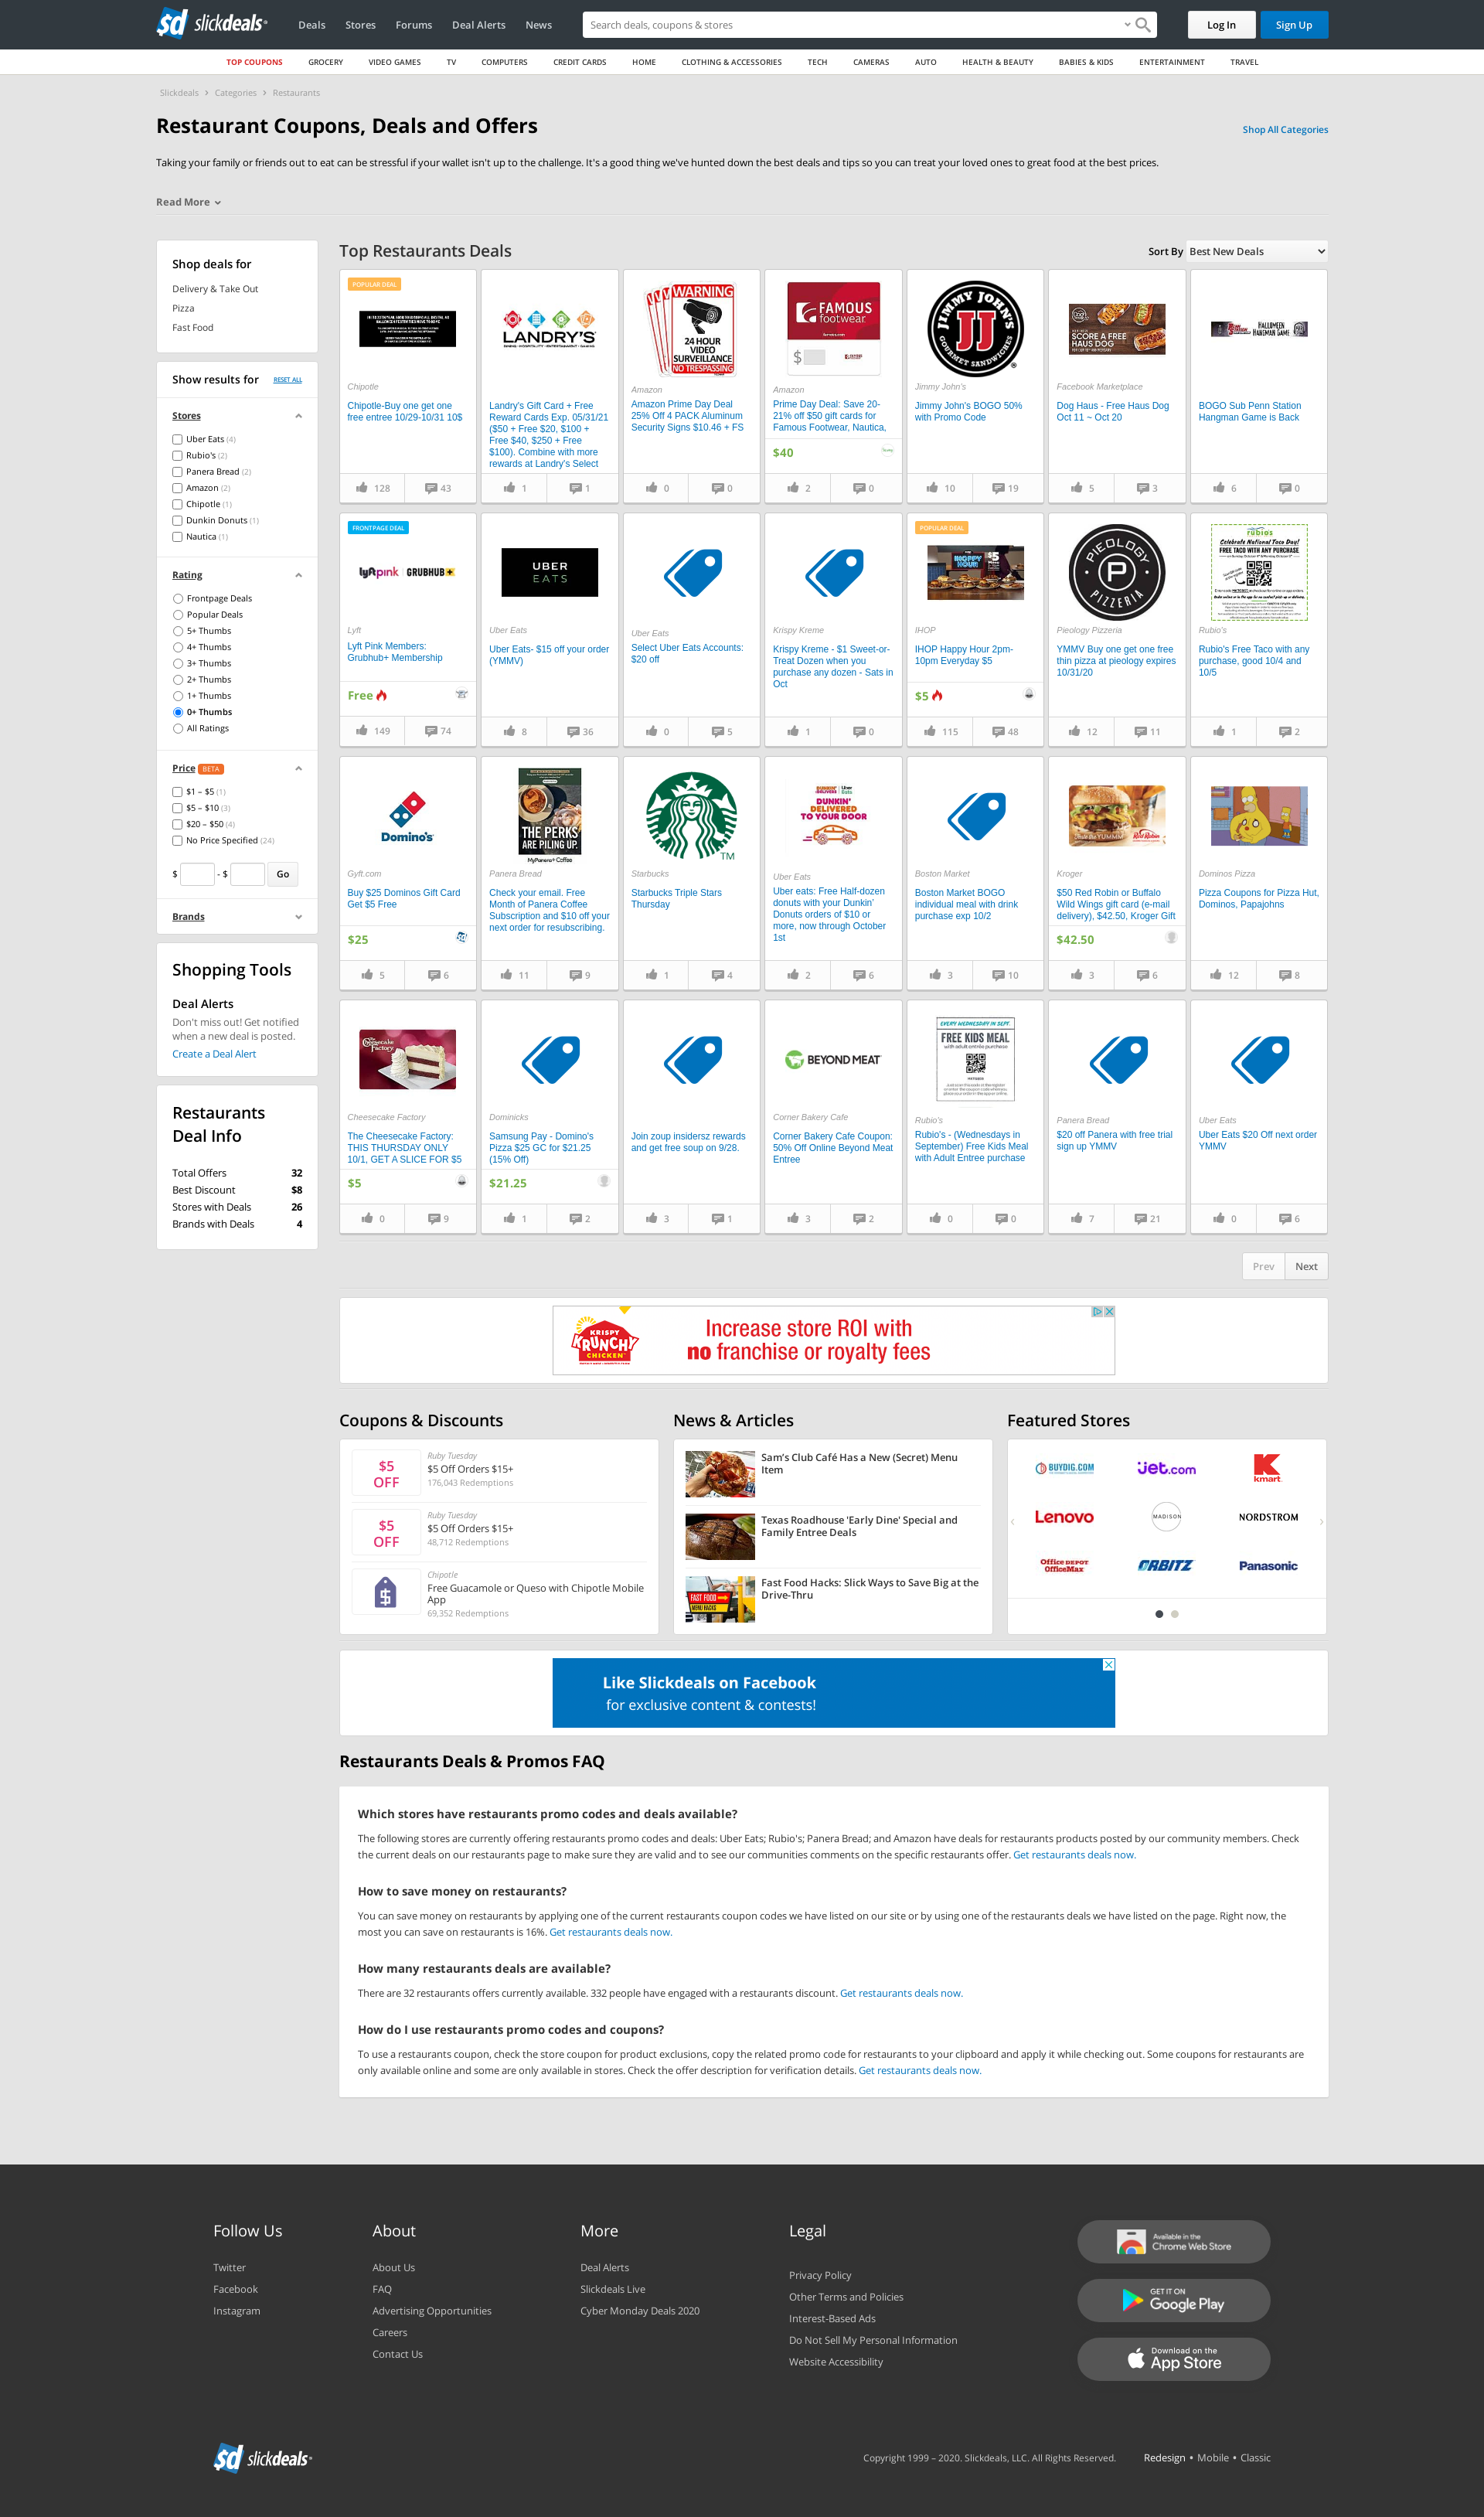 slickdeals
Deals
Stores
Forums
Deal Alerts
News
Search deals, coupons & stores
Log In
Sign Up
TOP COUPONS
GROCERY
VIDEO GAMES
TV
COMPUTERS
CREDIT CARDS
HOME
CLOTHING & ACCESSORIES
TECH
CAMERAS
AUTO
HEALTH & BEAUTY
BABIES & KIDS
ENTERTAINMENT
TRAVEL
Slickdeals > Categories > Restaurants
Restaurant Coupons, Deals and Offers
Shop All Categories
Taking your family or friends out to eat can be stressful if your wallet isn't up to the challenge. It's a good thing we've hunted down the best deals and tips so you can treat your loved ones to great food at the best prices.
Read More
Shop deals for
Delivery & Take Out
Pizza
Fast Food
Show results for
RESET ALL
Stores
Uber Eats (4)
Rubio's (2)
Panera Bread (2)
Amazon (2)
Chipotle (1)
Dunkin Donuts (1)
Nautica (1)
Rating
Frontpage Deals
Popular Deals
5+ Thumbs
4+ Thumbs
3+ Thumbs
2+ Thumbs
1+ Thumbs
0+ Thumbs
All Ratings
Price BETA
$1 – $5 (1)
$5 – $10 (3)
$20 – $50 (4)
No Price Specified (24)
$ - $ Go
Brands
Shopping Tools
Deal Alerts
Don't miss out! Get notified
when a new deal is posted.
Create a Deal Alert
Restaurants
Deal Info
Total Offers 32
Best Discount $8
Stores with Deals 26
Brands with Deals 4
Top Restaurants Deals
Sort By Best New Deals
POPULAR DEAL
Chipotle
Chipotle-Buy one get one
free entree 10/29-10/31 10$
128 43
LANDRY'S
Landry's Gift Card + Free
Reward Cards Exp. 05/31/21
($50 + Free $20, $100 +
Free $40, $250 + Free
$100), Combine with more
rewards at Landry's Select
1 1
WARNING
24 HOUR
VIDEO
SURVEILLANCE
NO TRESPASSING
Amazon
Amazon Prime Day Deal
25% Off 4 PACK Aluminum
Security Signs $10.46 + FS
0 0
FAMOUS
footwear
$
Amazon
Prime Day Deal: Save 20-
21% off $50 gift cards for
Famous Footwear, Nautica,
$40
2 0
JIMMY JOHN'S
JJ
GOURMET SANDWICHES
Jimmy John's
Jimmy John's BOGO 50%
with Promo Code
10 19
SCORE A FREE
HAUS DOG
Facebook Marketplace
Dog Haus - Free Haus Dog
Oct 11 ~ Oct 20
5 3
HALLOWEEN
HANGMAN GAME
BOGO Sub Penn Station
Hangman Game is Back
6 0
FRONTPAGE DEAL
lyft pink GRUBHUB+
Lyft
Lyft Pink Members:
Grubhub+ Membership
Free
149 74
UBER
EATS
Uber Eats
Uber Eats- $15 off your order
(YMMV)
8 36
Uber Eats
Select Uber Eats Accounts:
$20 off
0 5
Krispy Kreme
Krispy Kreme - $1 Sweet-or-
Treat Dozen when you
purchase any dozen - Sats in
Oct
1 0
POPULAR DEAL
HOPPY
HOUR $5
IHOP
IHOP Happy Hour 2pm-
10pm Everyday $5
$5
115 48
PIEOLOGY
P
PIZZERIA
Pieology Pizzeria
YMMV Buy one get one free
thin pizza at pieology expires
10/31/20
12 11
rubio's
Celebrate National Taco Day!
FREE TACO WITH ANY PURCHASE
Rubio's
Rubio's Free Taco with any
purchase, good 10/4 and
10/5
1 2
Domino's
Gyft.com
Buy $25 Dominos Gift Card
Get $5 Free
$25
5 6
THE PERKS
ARE PILING UP.
MyPanera+ Coffee
Panera Bread
Check your email. Free
Month of Panera Coffee
Subscription and $10 off your
next order for resubscribing.
11 9
TM
Starbucks
Starbucks Triple Stars
Thursday
1 4
DUNKIN' DELIVERS Uber Eats
DUNKIN'
DELIVERED
TO YOUR DOOR
Uber Eats
Uber eats: Free Half-dozen
donuts with your Dunkin'
Donuts orders of $10 or
more, now through October
1st
2 6
Boston Market
Boston Market BOGO
individual meal with drink
purchase exp 10/2
3 10
Red Robin
Kroger
$50 Red Robin or Buffalo
Wild Wings gift card (e-mail
delivery), $42.50, Kroger Gift
$42.50
3 6
Dominos Pizza
Pizza Coupons for Pizza Hut,
Dominos, Papajohns
12 8
Cheesecake Factory
Cheesecake Factory
The Cheesecake Factory:
THIS THURSDAY ONLY
10/1, GET A SLICE FOR $5
$5
0 9
Dominicks
Samsung Pay - Domino's
Pizza $25 GC for $21.25
(15% Off)
$21.25
1 2
Join zoup insidersz rewards
and get free soup on 9/28.
3 1
BEYOND MEAT
Corner Bakery Cafe
Corner Bakery Cafe Coupon:
50% Off Online Beyond Meat
Entree
3 2
EVERY WEDNESDAY IN SEPT.
FREE KIDS MEAL
with adult entrée purchase
Rubio's
Rubio's - (Wednesdays in
September) Free Kids Meal
with Adult Entree purchase
0 0
Panera Bread
$20 off Panera with free trial
sign up YMMV
7 21
Uber Eats
Uber Eats $20 Off next order
YMMV
0 6
Prev Next
KRISPY
KRUNCHY
CHICKEN
Increase store ROI with
no franchise or royalty fees
Coupons & Discounts
$5
OFF
Ruby Tuesday
$5 Off Orders $15+
176,043 Redemptions
$5
OFF
Ruby Tuesday
$5 Off Orders $15+
48,712 Redemptions
Chipotle
Free Guacamole or Queso with Chipotle Mobile
App
69,352 Redemptions
News & Articles
Sam's Club Café Has a New (Secret) Menu
Item
Texas Roadhouse 'Early Dine' Special and
Family Entree Deals
FAST FOOD
MENU HACKS
Fast Food Hacks: Slick Ways to Save Big at the
Drive-Thru
Featured Stores
BUYDIG.COM
jet.com
kmart
Lenovo
MADISON
NORDSTROM
Office DEPOT
OfficeMax
ORBITZ
Panasonic
Like Slickdeals on Facebook
for exclusive content & contests!
Restaurants Deals & Promos FAQ
Which stores have restaurants promo codes and deals available?
The following stores are currently offering restaurants promo codes and deals: Uber Eats; Rubio's; Panera Bread; and Amazon have deals for restaurants products posted by our community members. Check
the current deals on our restaurants page to make sure they are valid and to see our communities comments on the specific restaurants offer. Get restaurants deals now.
How to save money on restaurants?
You can save money on restaurants by applying one of the current restaurants coupon codes we have listed on our site or by using one of the restaurants deals we have listed on the page. Right now, the
most you can save on restaurants is 16%. Get restaurants deals now.
How many restaurants deals are available?
There are 32 restaurants offers currently available. 332 people have engaged with a restaurants discount. Get restaurants deals now.
How do I use restaurants promo codes and coupons?
To use a restaurants coupon, check the store coupon for product exclusions, copy the related promo code for restaurants to your clipboard and apply it while checking out. Some coupons for restaurants are
only available online and some are only available in stores. Check the offer description for verification details. Get restaurants deals now.
Follow Us
Twitter
Facebook
Instagram
About
About Us
FAQ
Advertising Opportunities
Careers
Contact Us
More
Deal Alerts
Slickdeals Live
Cyber Monday Deals 2020
Legal
Privacy Policy
Other Terms and Policies
Interest-Based Ads
Do Not Sell My Personal Information
Website Accessibility
Available in the
Chrome Web Store
GET IT ON
Google Play
Download on the
App Store
slickdeals
Copyright 1999 – 2020. Slickdeals, LLC. All Rights Reserved.
Redesign • Mobile • Classic